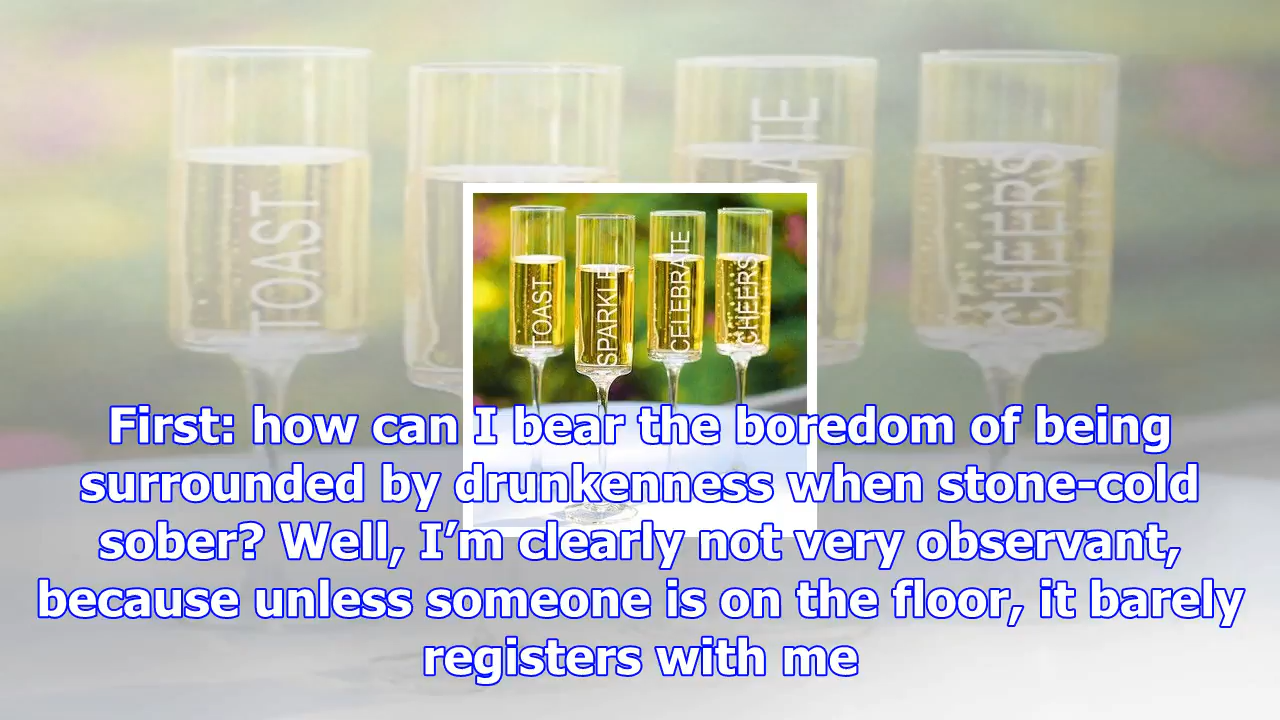 TOAST
ATE
CHEERS
TOAST
SPARKLE
CELEBRATE
CHEERS
First: how can I bear the boredom of being
surrounded by drunkenness when stone-cold
sober? Well, I’m clearly not very observant,
because unless someone is on the floor, it barely
registers with me